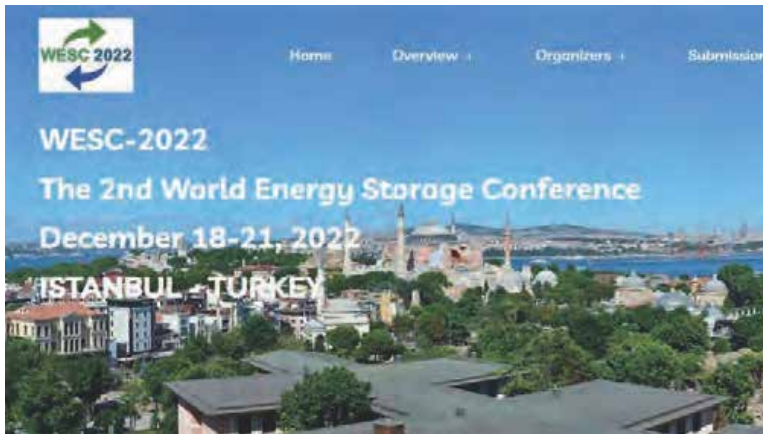 WESC 2022
Home Overview + Organizers + Submission
WESC-2022
The 2nd World Energy Storage Conference
December 18-21, 2022
ISTANBUL - TURKEY